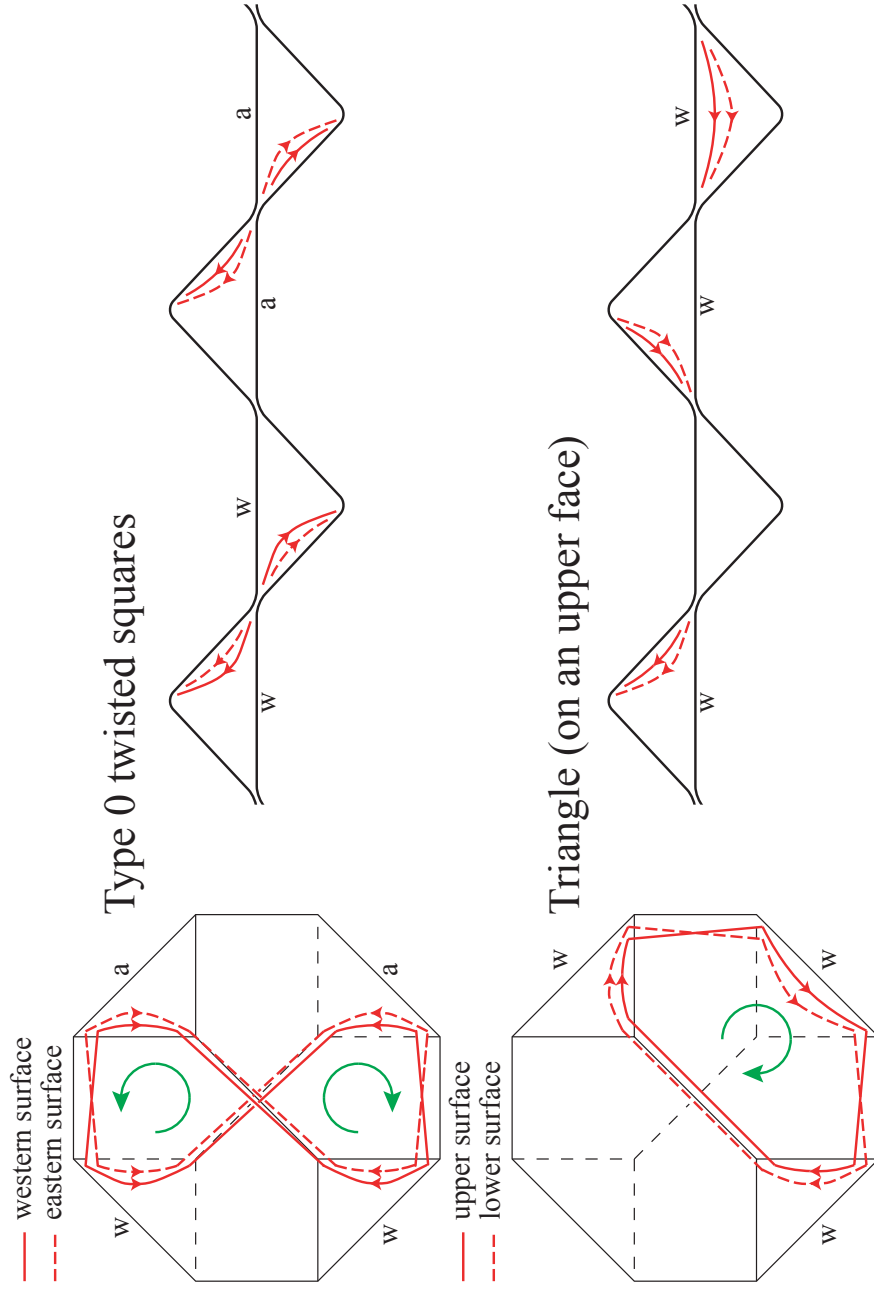 western surface
eastern surface
Type 0 twisted squares
w
a
w
a
w
w
a
a
upper surface
lower surface
Triangle (on an upper face)
w
w
w
w
w
w